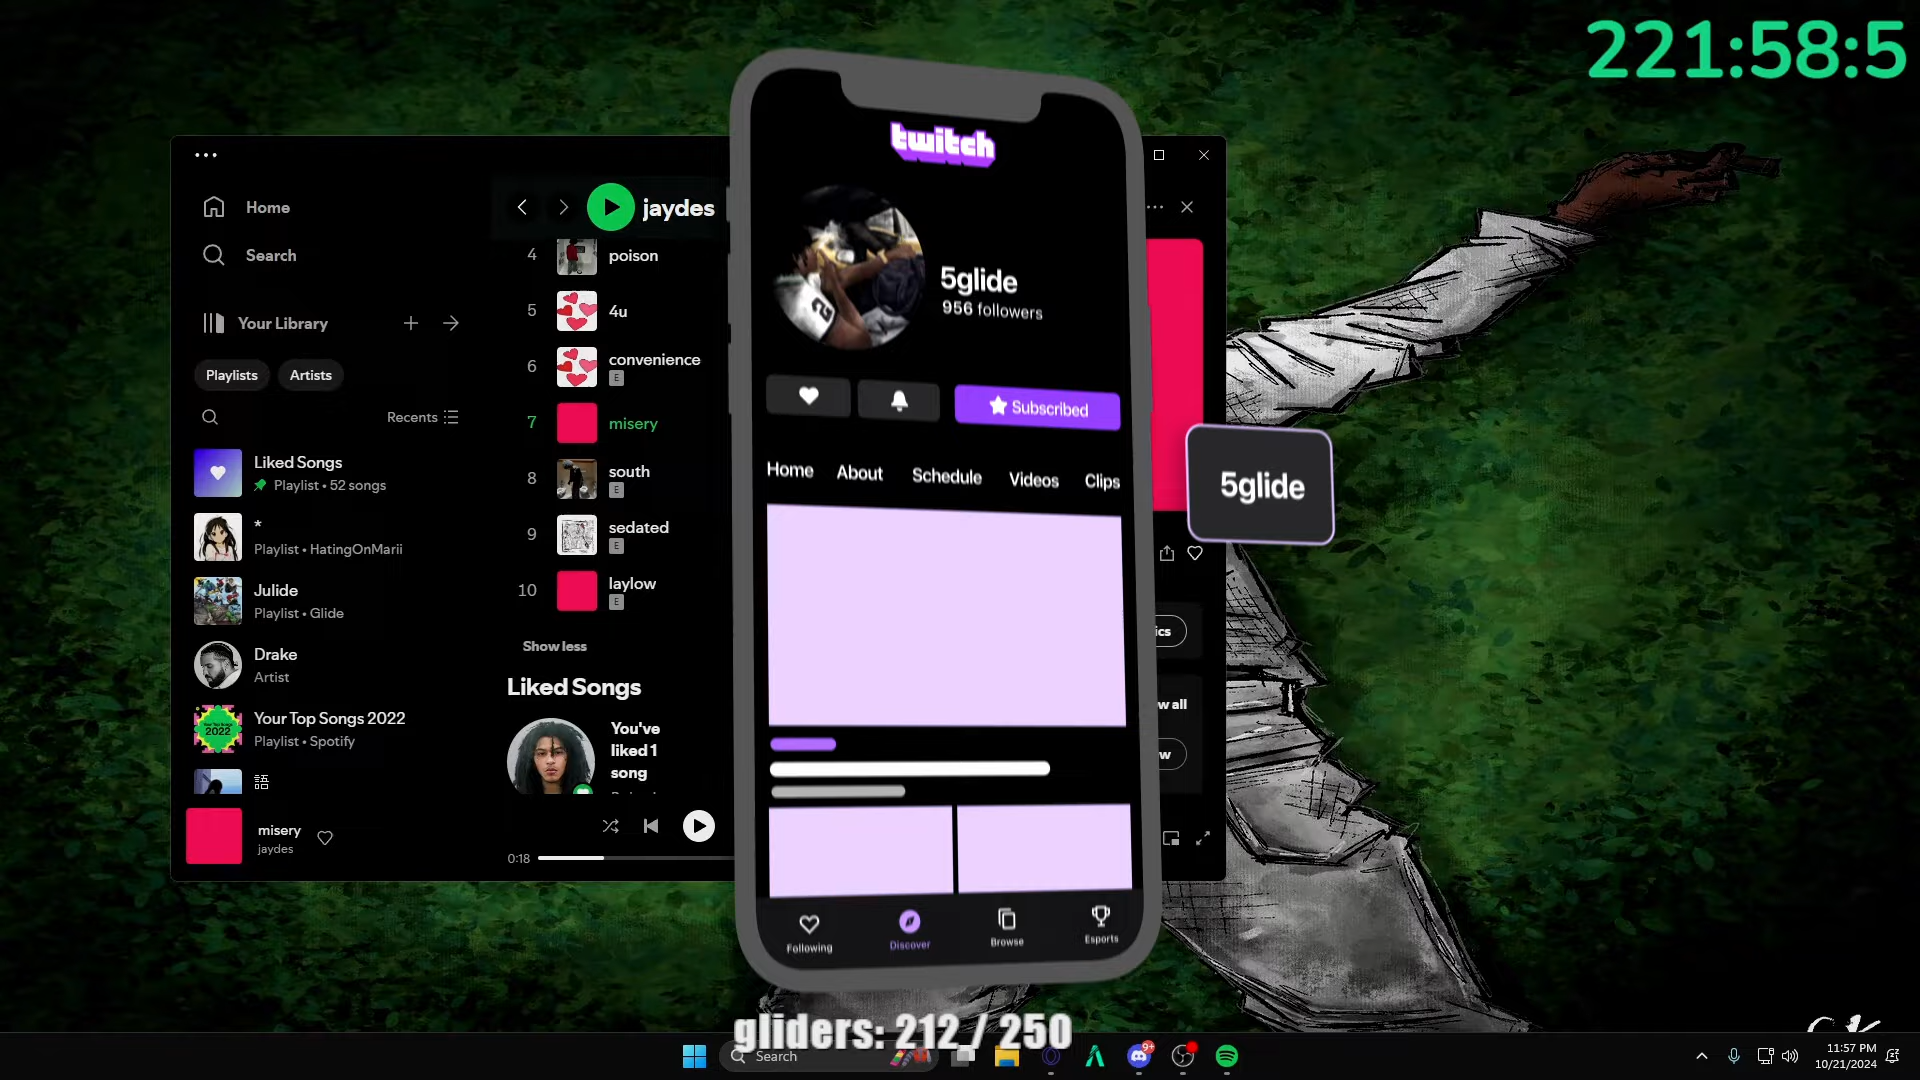 221:58:5
Home
Search
Your Library
Playlists
Artists
Recents
Liked Songs
Playlist • 52 songs
*
Playlist • HatingOnMarii
Julide
Playlist • Glide
Drake
Artist
Your Top Songs 2022
Playlist • Spotify
語
misery
jaydes
jaydes
4
poison
5
4u
6
convenience
E
7
misery
8
south
E
9
sedated
E
10
laylow
E
Show less
Liked Songs
You've
liked 1
song
0:18
twitch
5glide
956 followers
Subscribed
Home
About
Schedule
Videos
Clips
Following
Discover
Browse
Esports
5glide
ics
w all
w
gliders: 212 / 250
Search
9+
11:57 PM
10/21/2024